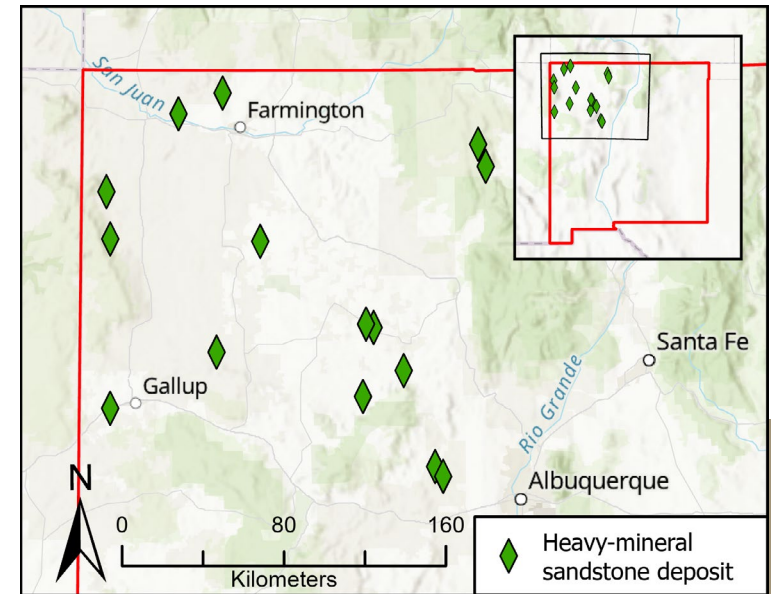 San Juan
Farmington
Santa Fe
Gallup
Rio Grande
N
Albuquerque
0 80 160
Kilometers
Heavy-mineral
sandstone deposit